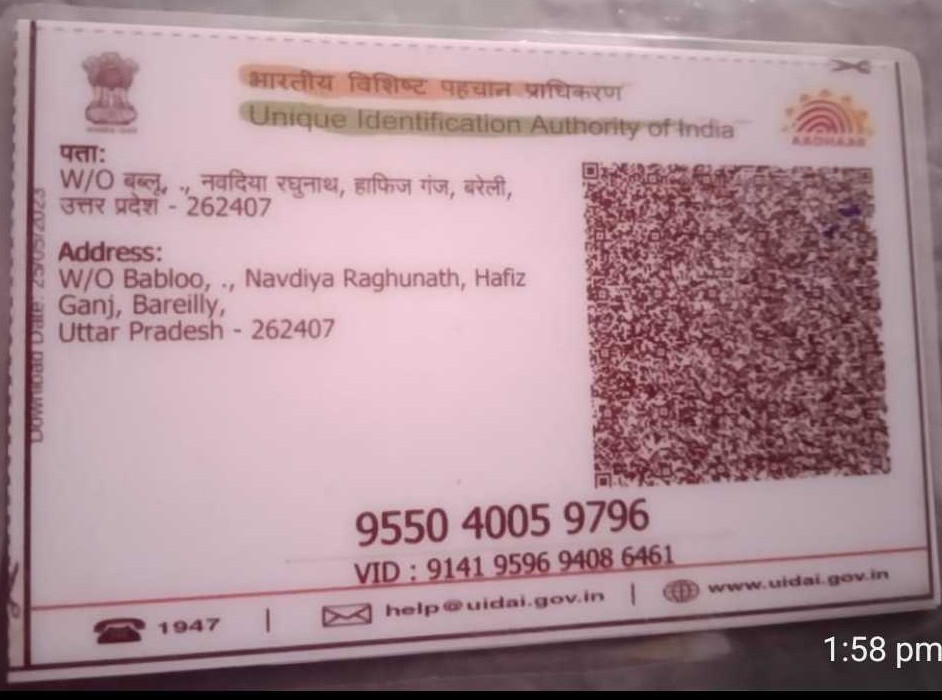 भारतीय विशिष्ट पहचान प्राधिकरण
Unique Identification Authority of India
AADHAAR
पता:
W/O बब्लू, ., नवदिया रघुनाथ, हाफिज गंज, बरेली,
उत्तर प्रदेश - 262407
Address:
W/O Babloo, ., Navdiya Raghunath, Hafiz
Ganj, Bareilly,
Uttar Pradesh - 262407
9550 4005 9796
VID : 9141 9596 9408 6461
1947 | help@uidai.gov.in | www.uidai.gov.in
1:58 pm